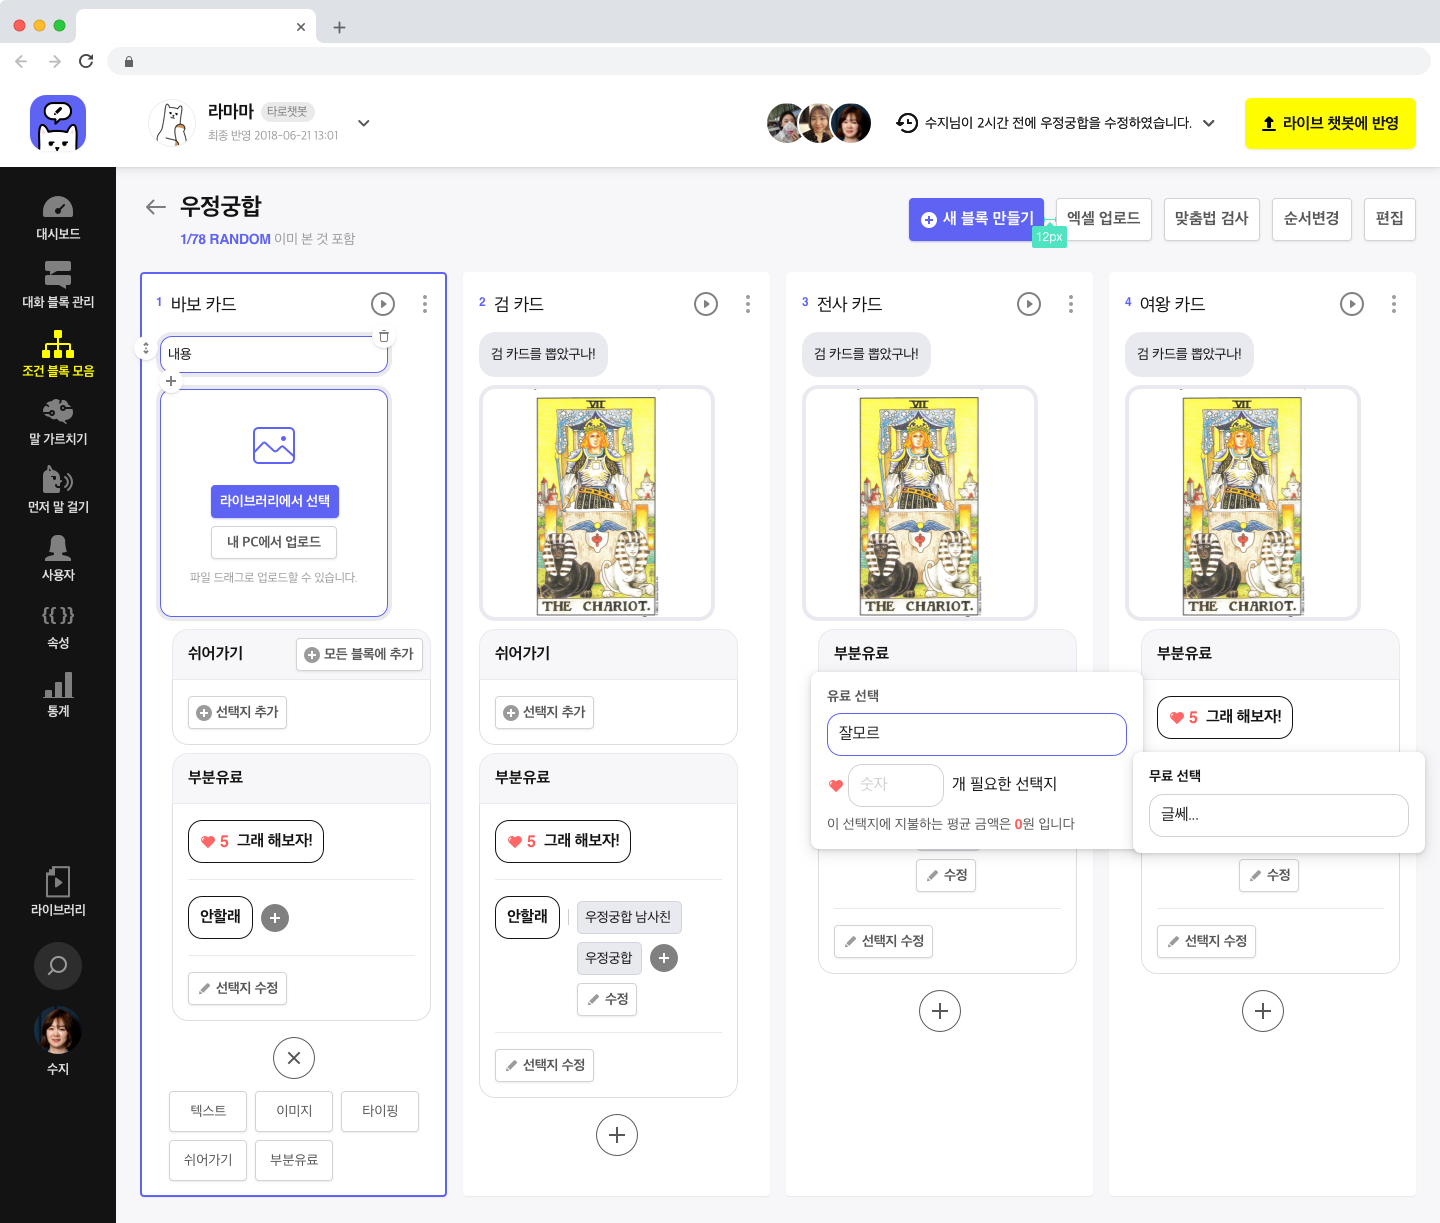 라마마 타로챗봇
최종 반영 2018-06-21 13:01
수지님이 2시간 전에 우정궁합을 수정하였습니다.
라이브 챗봇에 반영
대시보드
대화 블록 관리
조건 블록 모음
말 가르치기
먼저 말 걸기
사용자
{{ }}
속성
통계
라이브러리
수지
우정궁합
1/78 RANDOM 이미 본 것 포함
새 블록 만들기
12px
엑셀 업로드
맞춤법 검사
순서변경
편집
1 바보 카드
내용
라이브러리에서 선택
내 PC에서 업로드
파일 드래그로 업로드할 수 있습니다.
쉬어가기
모든 블록에 추가
선택지 추가
부분유료
5 그래 해보자!
안할래
선택지 수정
텍스트
이미지
타이핑
쉬어가기
부분유료
2 검 카드
검 카드를 뽑았구나!
VII
THE CHARIOT.
쉬어가기
선택지 추가
부분유료
5 그래 해보자!
안할래
우정궁합 남사친
우정궁합
수정
선택지 수정
3 전사 카드
검 카드를 뽑았구나!
VII
THE CHARIOT.
부분유료
유료 선택
잘모르
숫자 개 필요한 선택지
이 선택지에 지불하는 평균 금액은 0원 입니다
수정
선택지 수정
4 여왕 카드
검 카드를 뽑았구나!
VII
THE CHARIOT.
부분유료
5 그래 해보자!
무료 선택
글쎄...
수정
선택지 수정